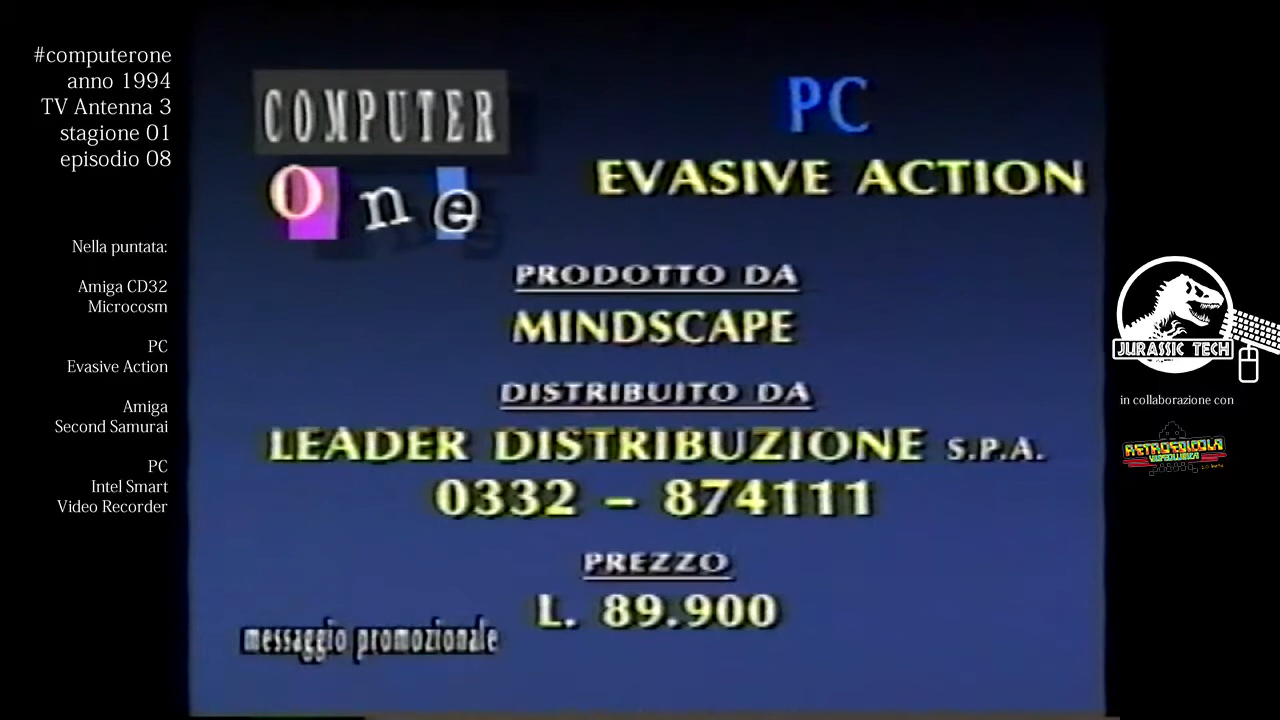 #computerone
anno 1994
TV Antenna 3
stagione 01
episodio 08
Nella puntata:
Amiga CD32
Microcosm
PC
Evasive Action
Amiga
Second Samurai
PC
Intel Smart
Video Recorder
COMPUTER
One
PC
EVASIVE ACTION
PRODOTTO DA
MINDSCAPE
DISTRIBUITO DA
LEADER DISTRIBUZIONE S.P.A.
0332 - 874111
PREZZO
L. 89.900
messaggio promozionale
JURASSIC TECH
in collaborazione con
RETROEDICOLA
VIDEOLUDICA